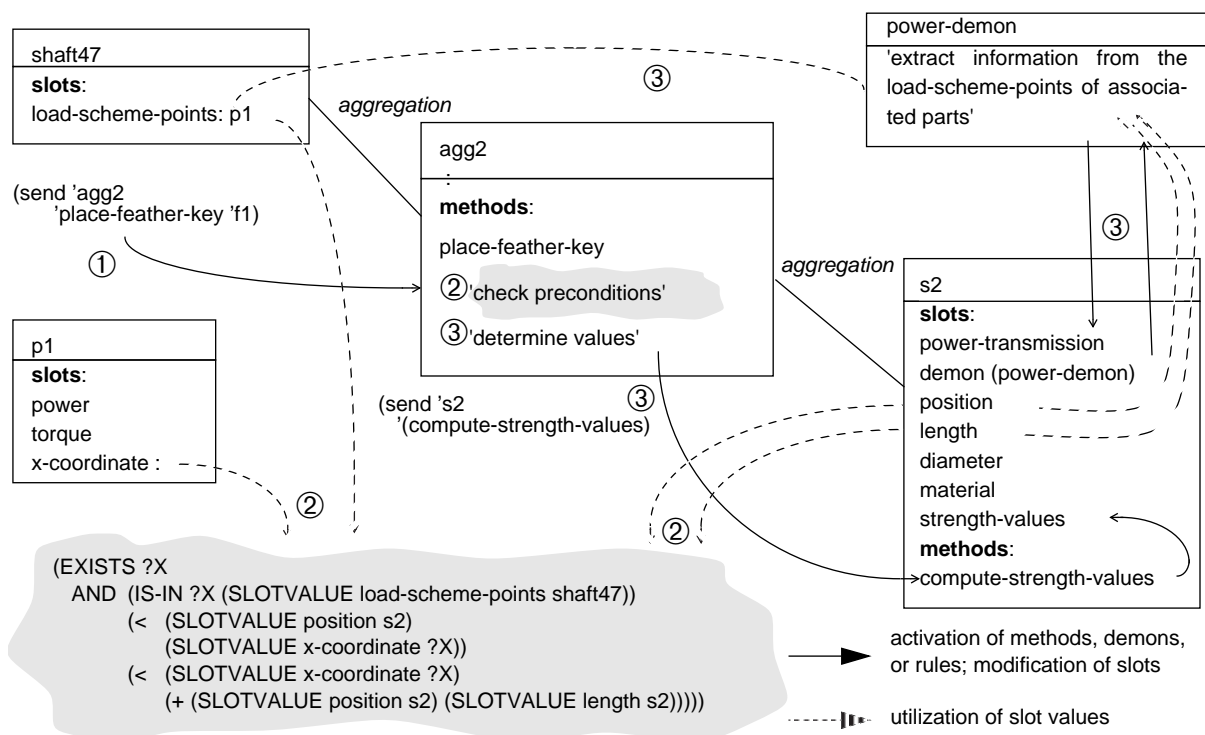 shaft47
slots:
load-scheme-points: p1
③
aggregation
power-demon
'extract information from the
load-scheme-points of associa-
ted parts'
(send ’agg2
’place-feather-key ’f1)
①
agg2
:
methods:
place-feather-key
②'check preconditions'
③'determine values'
③
aggregation
s2
slots:
power-transmission
demon (power-demon)
position
length
diameter
material
strength-values
methods:
compute-strength-values
p1
slots:
power
torque
x-coordinate :
(send ’s2
’(compute-strength-values)
③
②
②
(EXISTS ?X
AND (IS-IN ?X (SLOTVALUE load-scheme-points shaft47))
(< (SLOTVALUE position s2)
(SLOTVALUE x-coordinate ?X))
(< (SLOTVALUE x-coordinate ?X)
(+ (SLOTVALUE position s2) (SLOTVALUE length s2)))))
activation of methods, demons,
or rules; modification of slots
utilization of slot values